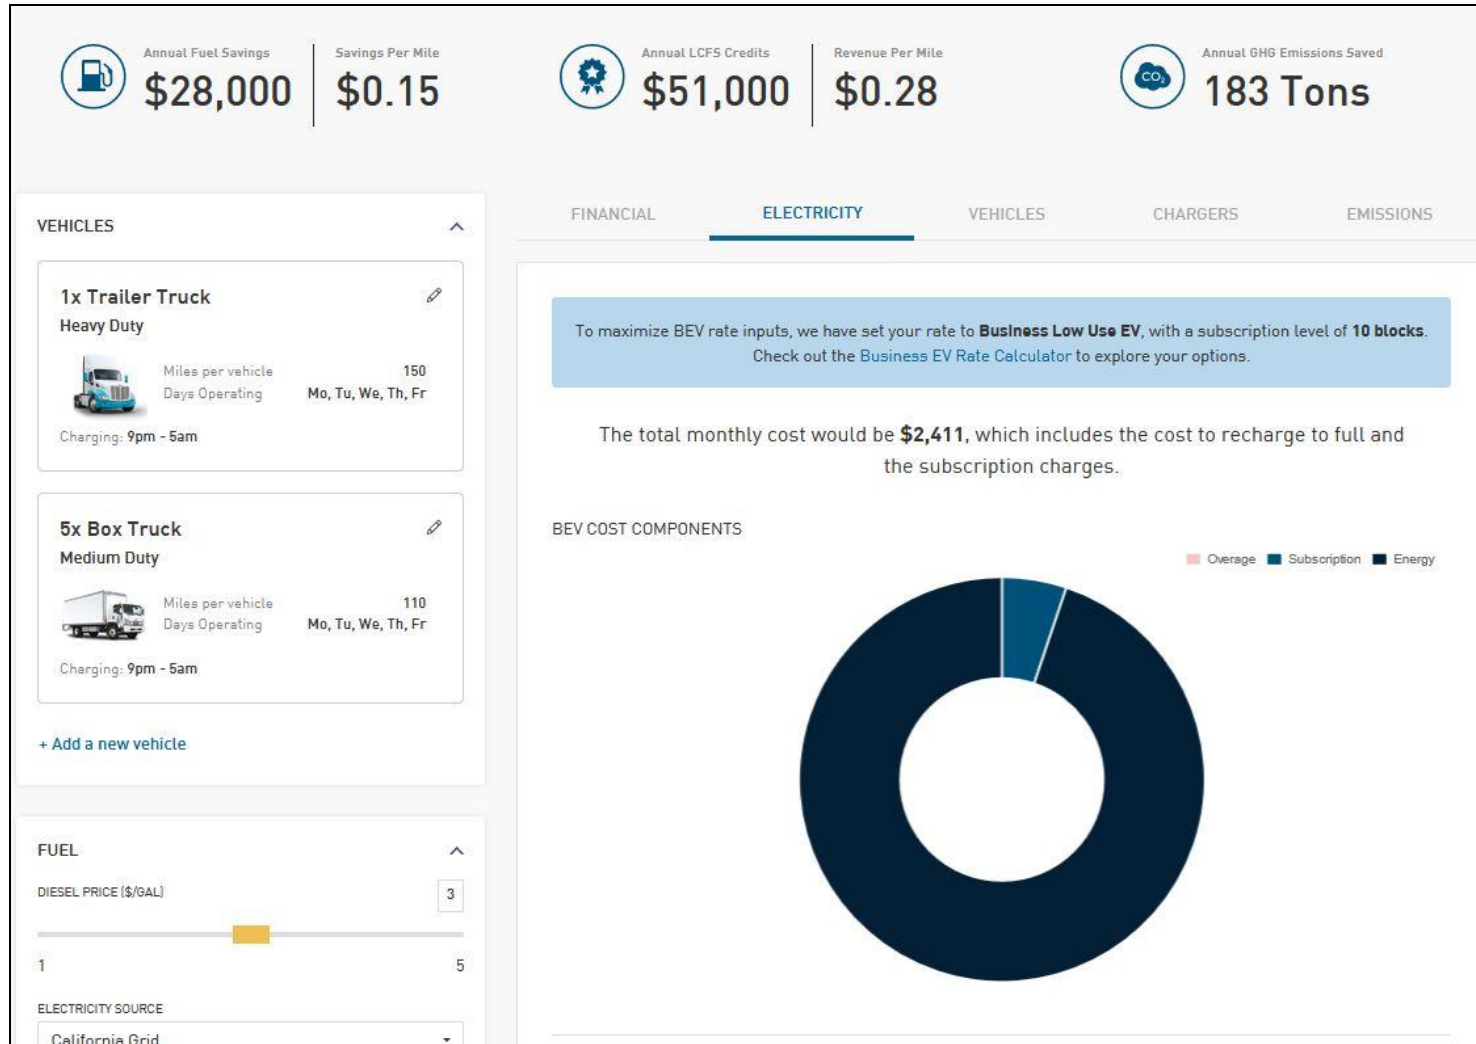 Annual Fuel Savings
$28,000
Savings Per Mile
$0.15
Annual LCFS Credits
$51,000
Revenue Per Mile
$0.28
CO2
Annual GHG Emissions Saved
183 Tons
VEHICLES
1x Trailer Truck
Heavy Duty
Miles per vehicle 150
Days Operating Mo, Tu, We, Th, Fr
Charging: 9pm - 5am
5x Box Truck
Medium Duty
Miles per vehicle 110
Days Operating Mo, Tu, We, Th, Fr
Charging: 9pm - 5am
+ Add a new vehicle
FUEL
DIESEL PRICE ($/GAL) 3
1 5
ELECTRICITY SOURCE
California Grid
FINANCIAL ELECTRICITY VEHICLES CHARGERS EMISSIONS
To maximize BEV rate inputs, we have set your rate to Business Low Use EV, with a subscription level of 10 blocks.
Check out the Business EV Rate Calculator to explore your options.
The total monthly cost would be $2,411, which includes the cost to recharge to full and
the subscription charges.
BEV COST COMPONENTS
Overage Subscription Energy